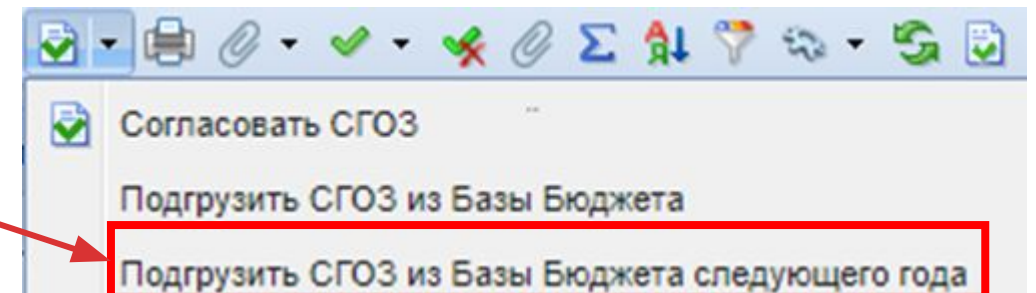 Согласовать СГОЗ
Подгрузить СГОЗ из Базы Бюджета
Подгрузить СГОЗ из Базы Бюджета следующего года